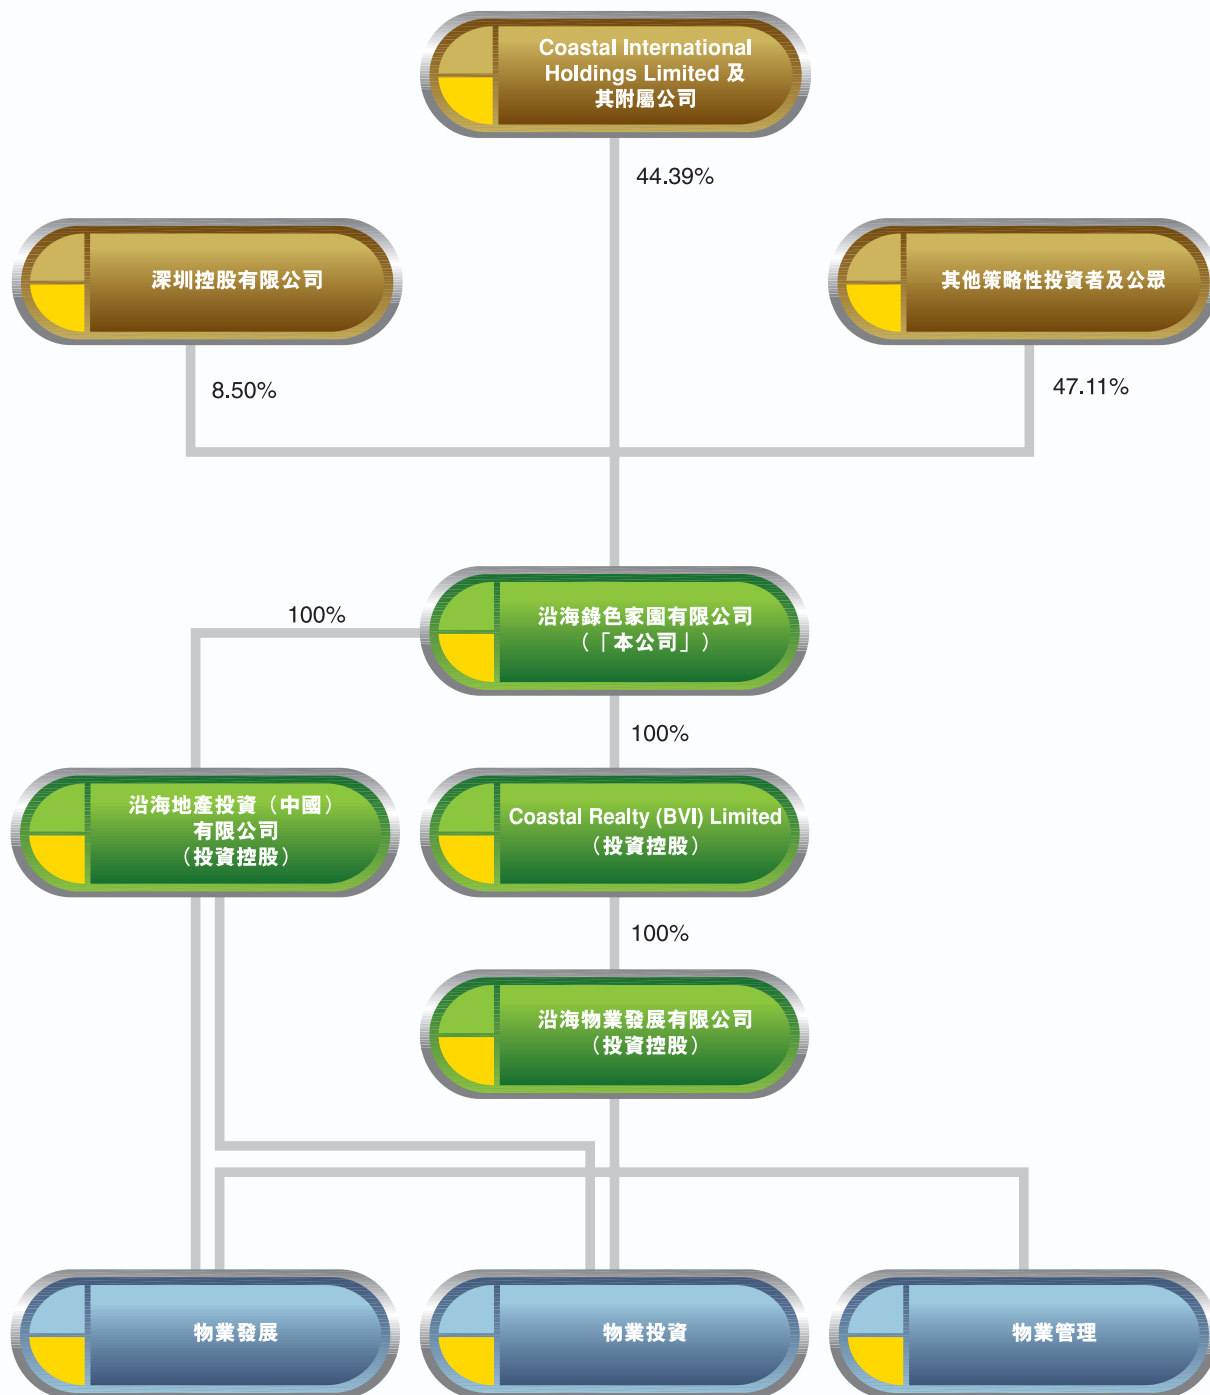 Coastal International
Holdings Limited 及
其附屬公司
44.39%
深圳控股有限公司
其他策略性投資者及公眾
8.50%
47.11%
沿海綠色家園有限公司
（「本公司」）
100%
100%
沿海地產投資（中國）
有限公司
（投資控股）
Coastal Realty (BVI) Limited
（投資控股）
100%
沿海物業發展有限公司
（投資控股）
物業發展
物業投資
物業管理